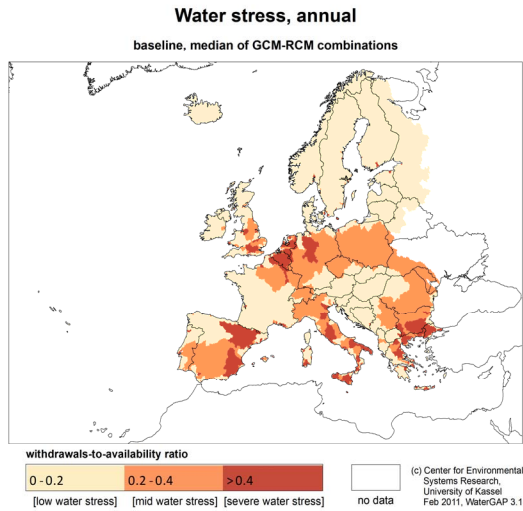 Water stress, annual
baseline, median of GCM-RCM combinations
withdrawals-to-availability ratio
0 - 0.2
0.2 - 0.4
>0.4
[low water stress]
[mid water stress]
[severe water stress]
no data
(c) Center for Environmental
Systems Research,
University of Kassel
Feb 2011, WaterGAP 3.1